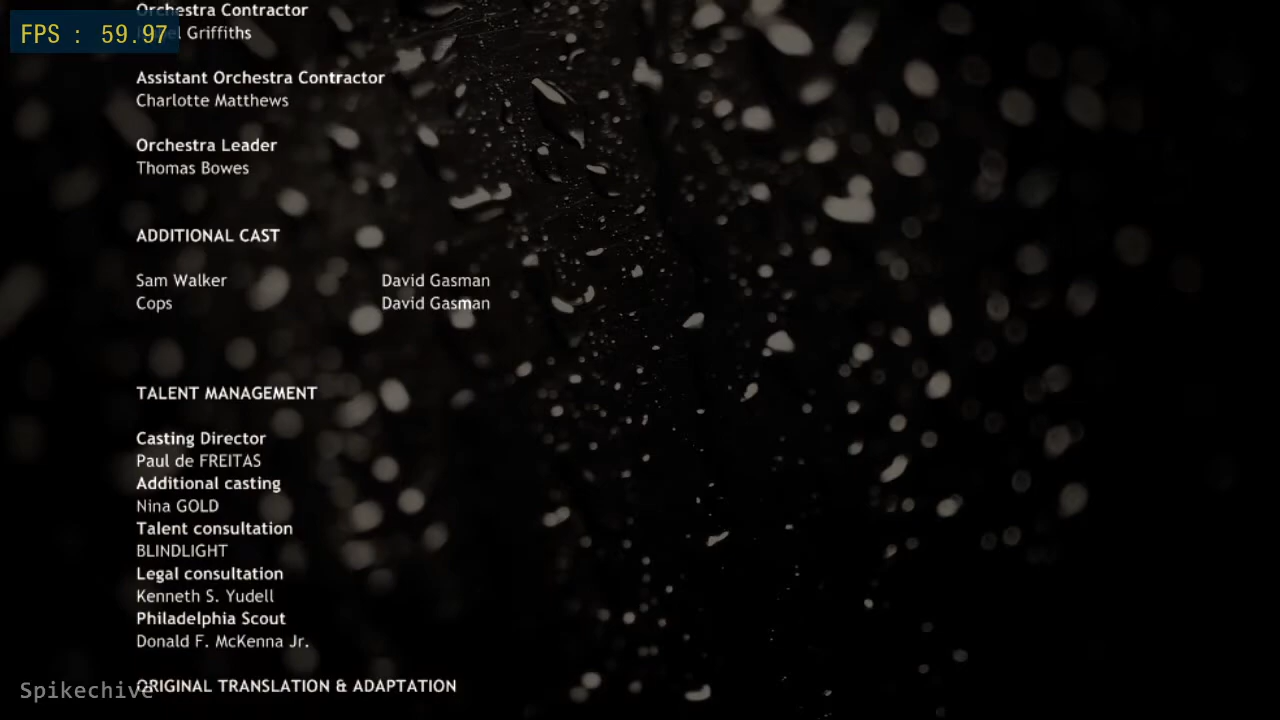 Orchestra Contractor
FPS : 59.97
Griffiths
Assistant Orchestra Contractor
Charlotte Matthews
Orchestra Leader
Thomas Bowes
ADDITIONAL CAST
Sam Walker David Gasman
Cops David Gasman
TALENT MANAGEMENT
Casting Director
Paul de FREITAS
Additional casting
Nina GOLD
Talent consultation
BLINDLIGHT
Legal consultation
Kenneth S. Yudell
Philadelphia Scout
Donald F. McKenna Jr.
ORIGINAL TRANSLATION & ADAPTATION
Spikechive